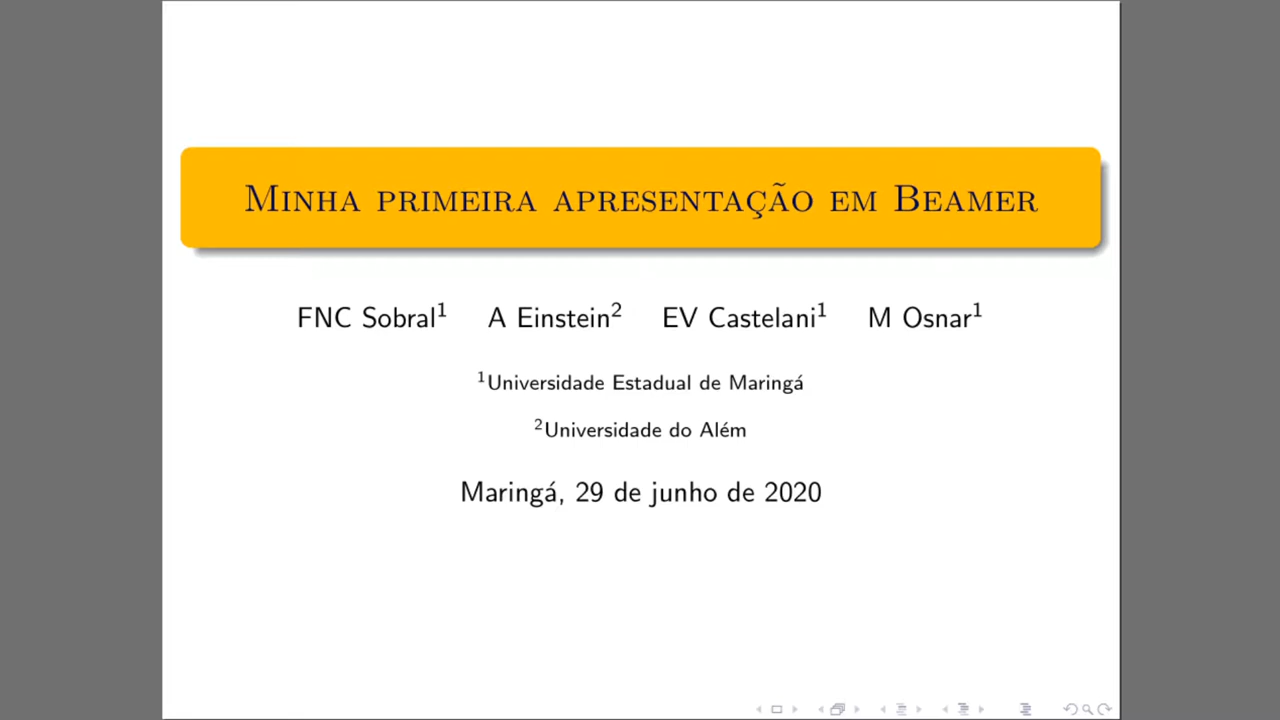 Minha primeira apresentação em Beamer
FNC Sobral¹ A Einstein² EV Castelani¹ M Osnar¹
¹Universidade Estadual de Maringá
²Universidade do Além
Maringá, 29 de junho de 2020